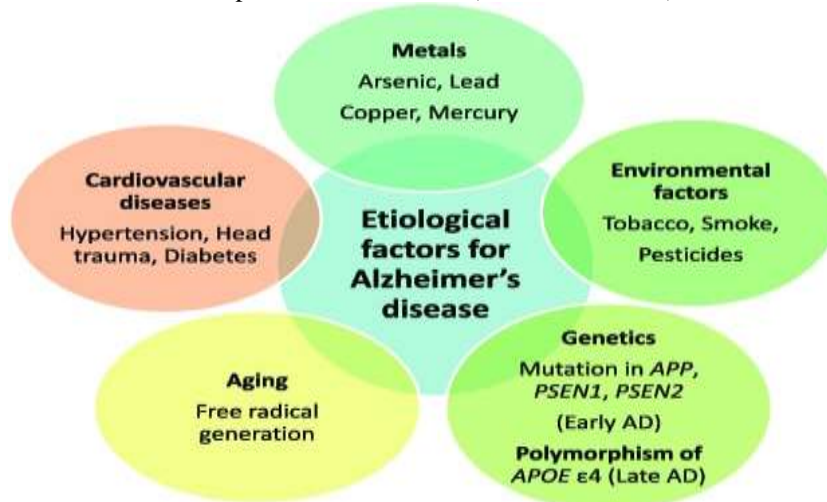 Metals
Arsenic, Lead
Copper, Mercury
Cardiovascular
diseases
Hypertension, Head
trauma, Diabetes
Environmental
factors
Tobacco, Smoke,
Pesticides
Etiological
factors for
Alzheimer's
disease
Aging
Free radical
generation
Genetics
Mutation in APP,
PSEN1, PSEN2
(Early AD)
Polymorphism of
APOE ε4 (Late AD)